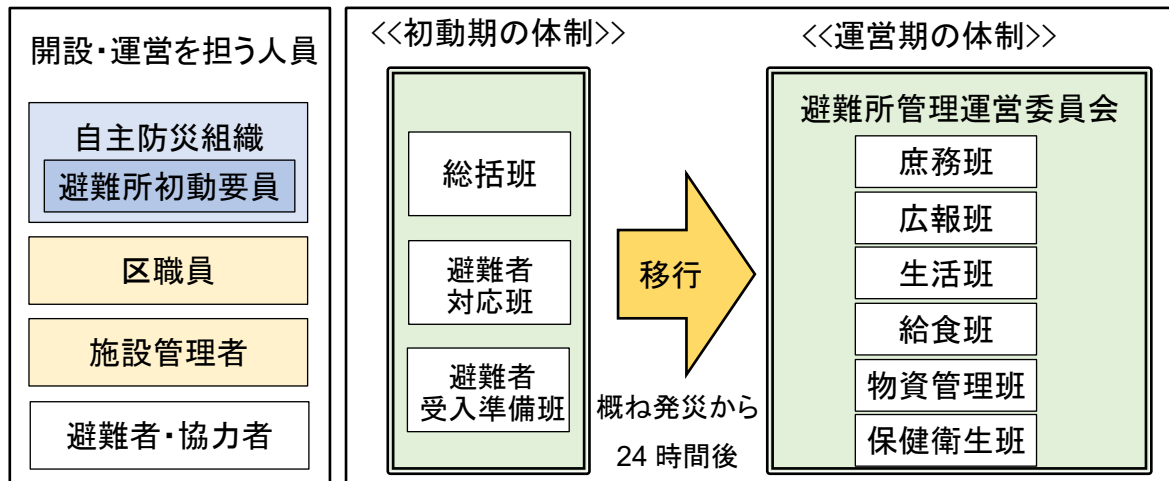 開設・運営を担う人員
自主防災組織
避難所初動要員
区職員
施設管理者
避難者・協力者
<<初動期の体制>>
総括班
避難者
対応班
避難者
受入準備班
移行
概ね発災から
24 時間後
<<運営期の体制>>
避難所管理運営委員会
庶務班
広報班
生活班
給食班
物資管理班
保健衛生班